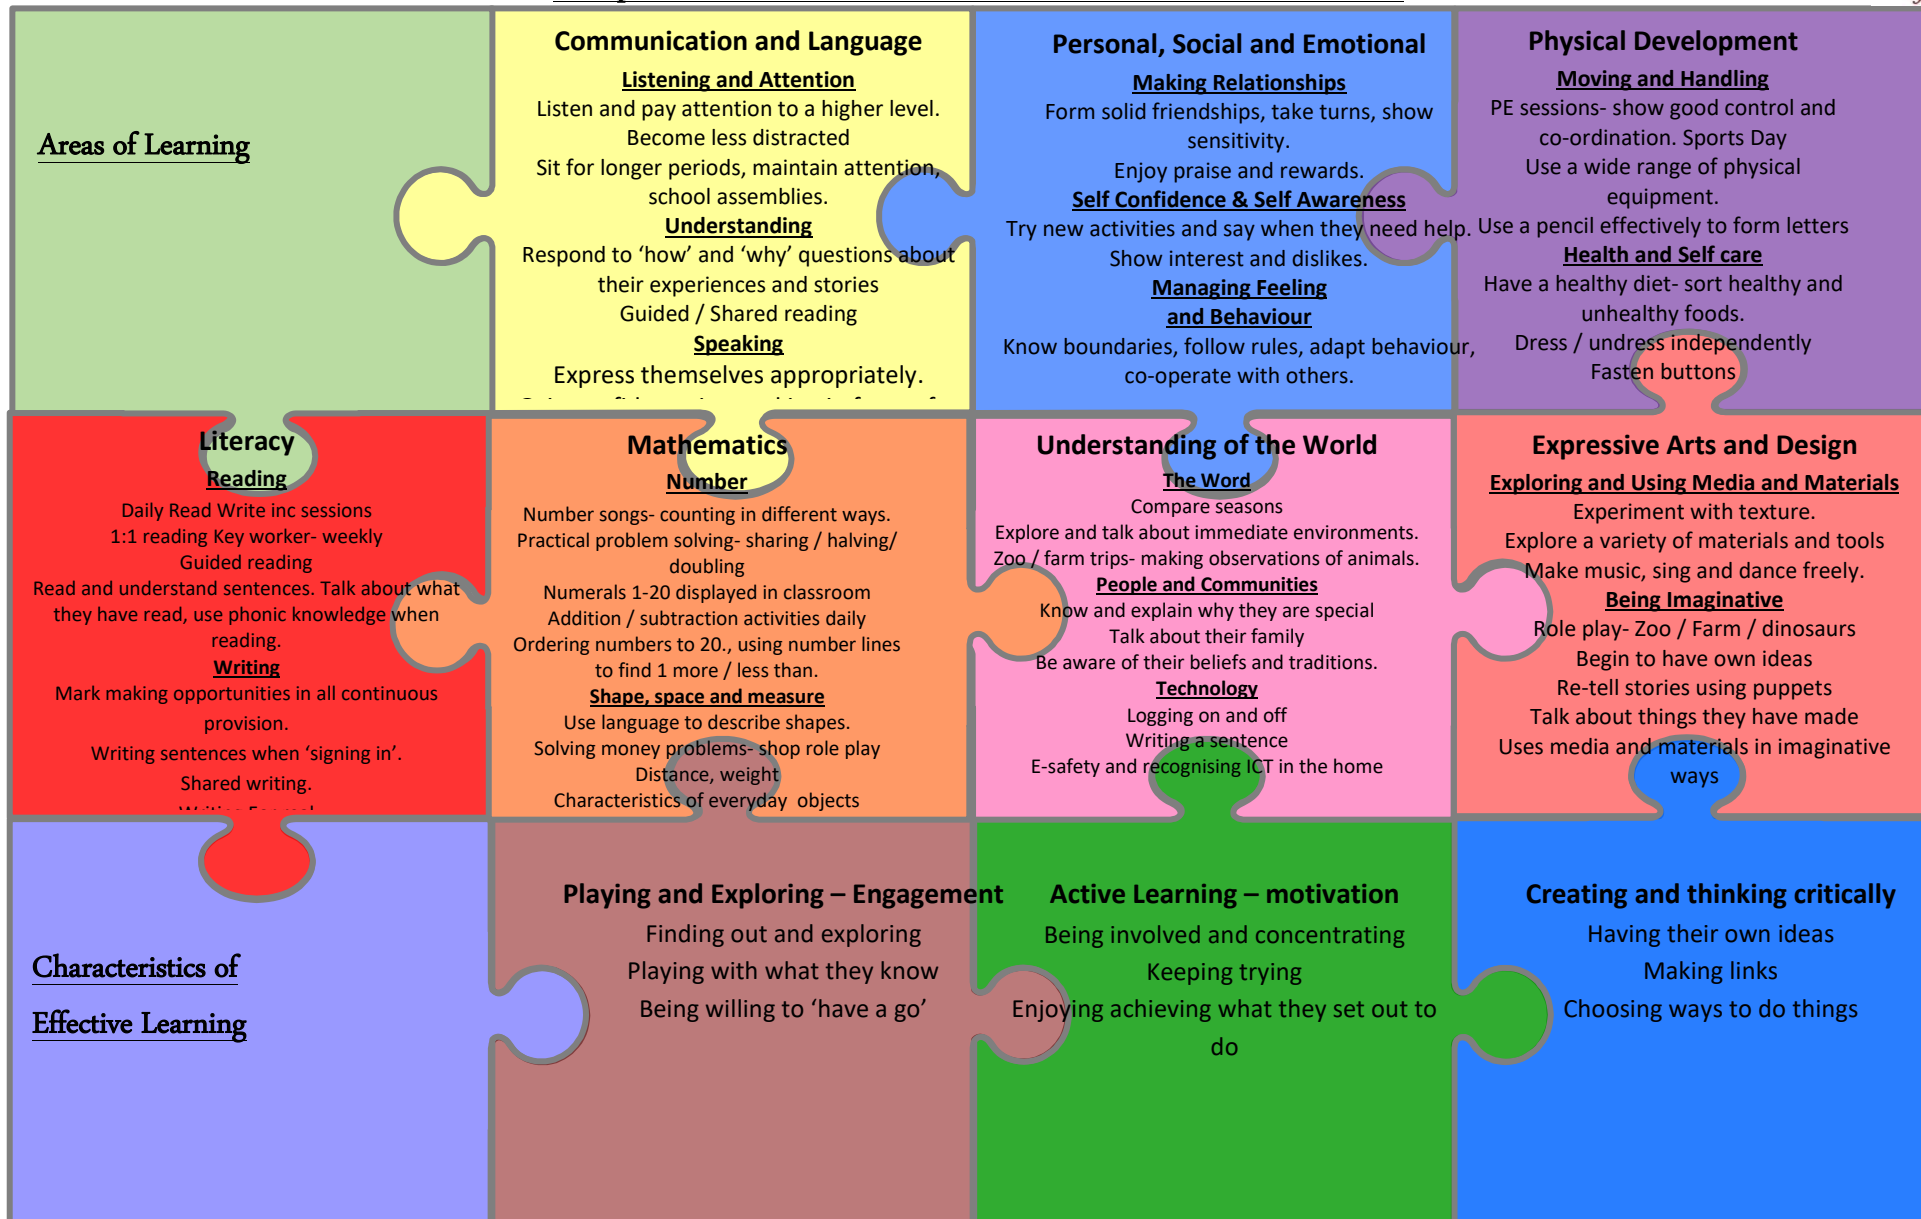 Areas of Learning
Communication and Language
Listening and Attention
Listen and pay attention to a higher level.
Become less distracted
Sit for longer periods, maintain attention,
school assemblies.
Understanding
Respond to ‘how’ and ‘why’ questions about
their experiences and stories
Guided / Shared reading
Speaking
Express themselves appropriately.
Personal, Social and Emotional
Making Relationships
Form solid friendships, take turns, show
sensitivity.
Enjoy praise and rewards.
Self Confidence & Self Awareness
Try new activities and say when they need help.
Show interest and dislikes.
Managing Feeling
and Behaviour
Know boundaries, follow rules, adapt behaviour,
co-operate with others.
Physical Development
Moving and Handling
PE sessions- show good control and
co-ordination. Sports Day
Use a wide range of physical
equipment.
Use a pencil effectively to form letters
Health and Self care
Have a healthy diet- sort healthy and
unhealthy foods.
Dress / undress independently
Fasten buttons
Literacy
Reading
Daily Read Write inc sessions
1:1 reading Key worker- weekly
Guided reading
Read and understand sentences. Talk about what
they have read, use phonic knowledge when
reading.
Writing
Mark making opportunities in all continuous
provision.
Writing sentences when ‘signing in’.
Shared writing.
Mathematics
Number
Number songs- counting in different ways.
Practical problem solving- sharing / halving/
doubling
Numerals 1-20 displayed in classroom
Addition / subtraction activities daily
Ordering numbers to 20., using number lines
to find 1 more / less than.
Shape, space and measure
Use language to describe shapes.
Solving money problems- shop role play
Distance, weight
Characteristics of everyday objects
Understanding of the World
The Word
Compare seasons
Explore and talk about immediate environments.
Zoo / farm trips- making observations of animals.
People and Communities
Know and explain why they are special
Talk about their family
Be aware of their beliefs and traditions.
Technology
Logging on and off
Writing a sentence
E-safety and recognising ICT in the home
Expressive Arts and Design
Exploring and Using Media and Materials
Experiment with texture.
Explore a variety of materials and tools
Make music, sing and dance freely.
Being Imaginative
Role play- Zoo / Farm / dinosaurs
Begin to have own ideas
Re-tell stories using puppets
Talk about things they have made
Uses media and materials in imaginative
ways
Characteristics of
Effective Learning
Playing and Exploring – Engagement
Finding out and exploring
Playing with what they know
Being willing to ‘have a go’
Active Learning – motivation
Being involved and concentrating
Keeping trying
Enjoying achieving what they set out to
do
Creating and thinking critically
Having their own ideas
Making links
Choosing ways to do things